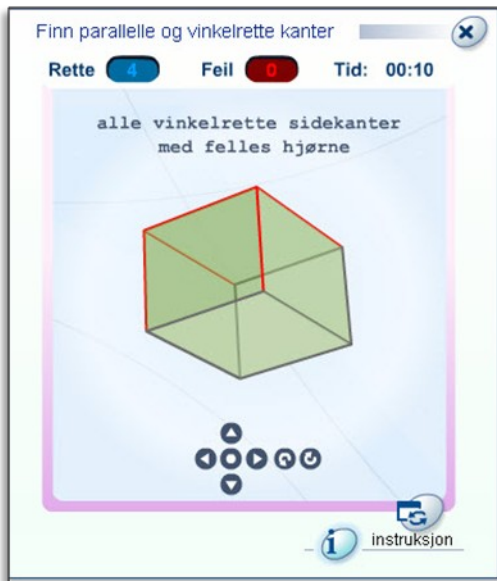 Finn parallelle og vinkelrette kanter
Rette 4 Feil 0 Tid: 00:10
alle vinkelrette sidekanter
med felles hjørne
instruksjon